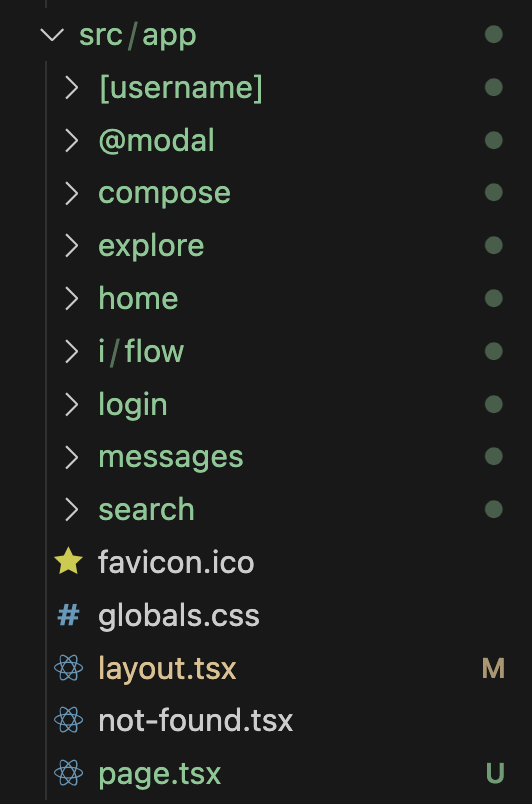 src/app
[username]
@modal
compose
explore
home
i/flow
login
messages
search
favicon.ico
# globals.css
layout.tsx M
not-found.tsx
page.tsx U